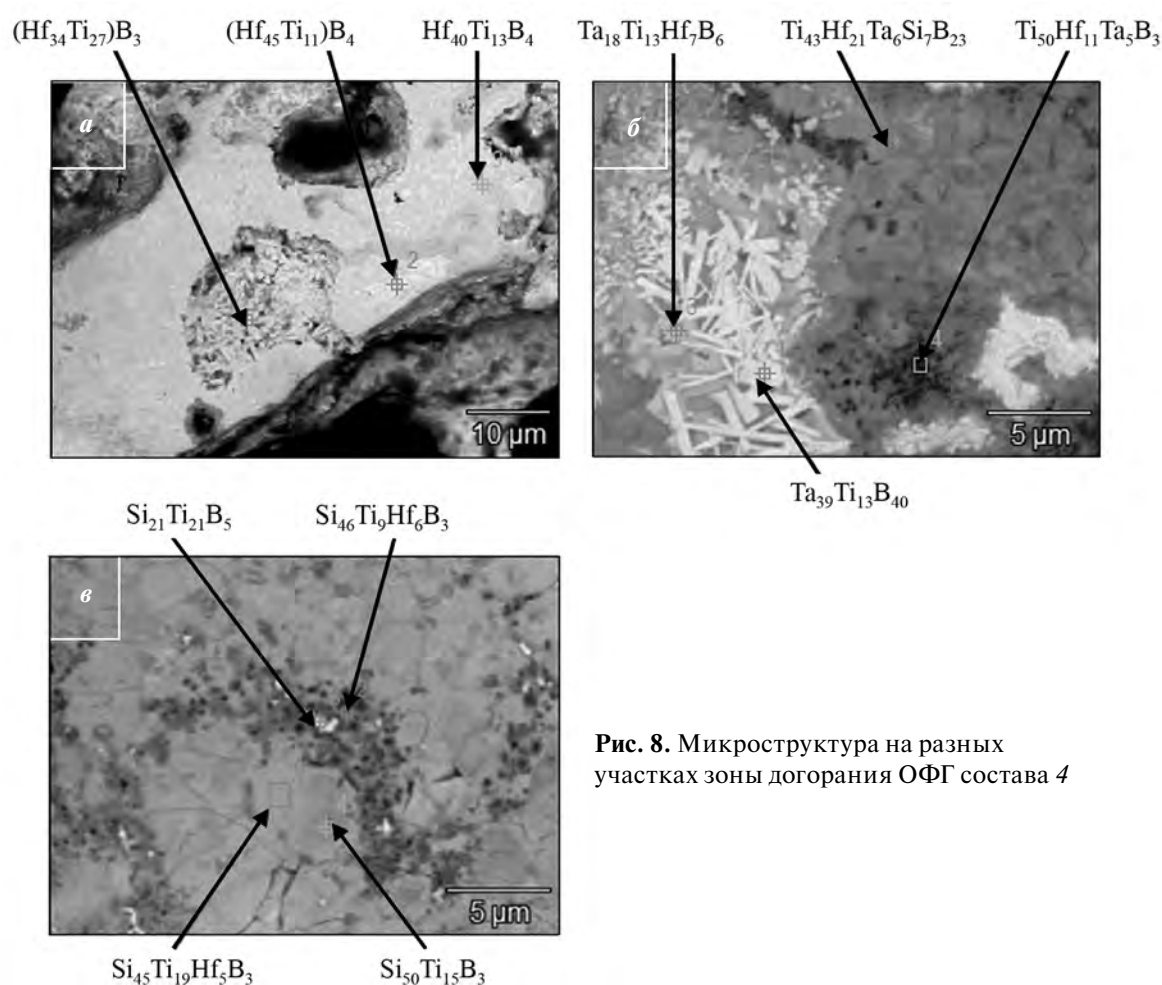 (Hf₃₄Ti₂₇)B₃ (Hf₄₅Ti₁₁)B₄ Hf₄₀Ti₁₃B₄ Ta₁₈Ti₁₃Hf₇B₆ Ti₄₃Hf₂₁Ta₆Si₇B₂₃ Ti₅₀Hf₁₁Ta₅B₃
а
2
10 µm
б
3
4
5 µm
Ta₃₉Ti₁₃B₄₀
Si₂₁Ti₂₁B₅ Si₄₆Ti₉Hf₆B₃
в
5 µm
Si₄₅Ti₁₉Hf₅B₃ Si₅₀Ti₁₅B₃
Рис. 8. Микроструктура на разных
участках зоны догорания ОФГ состава 4